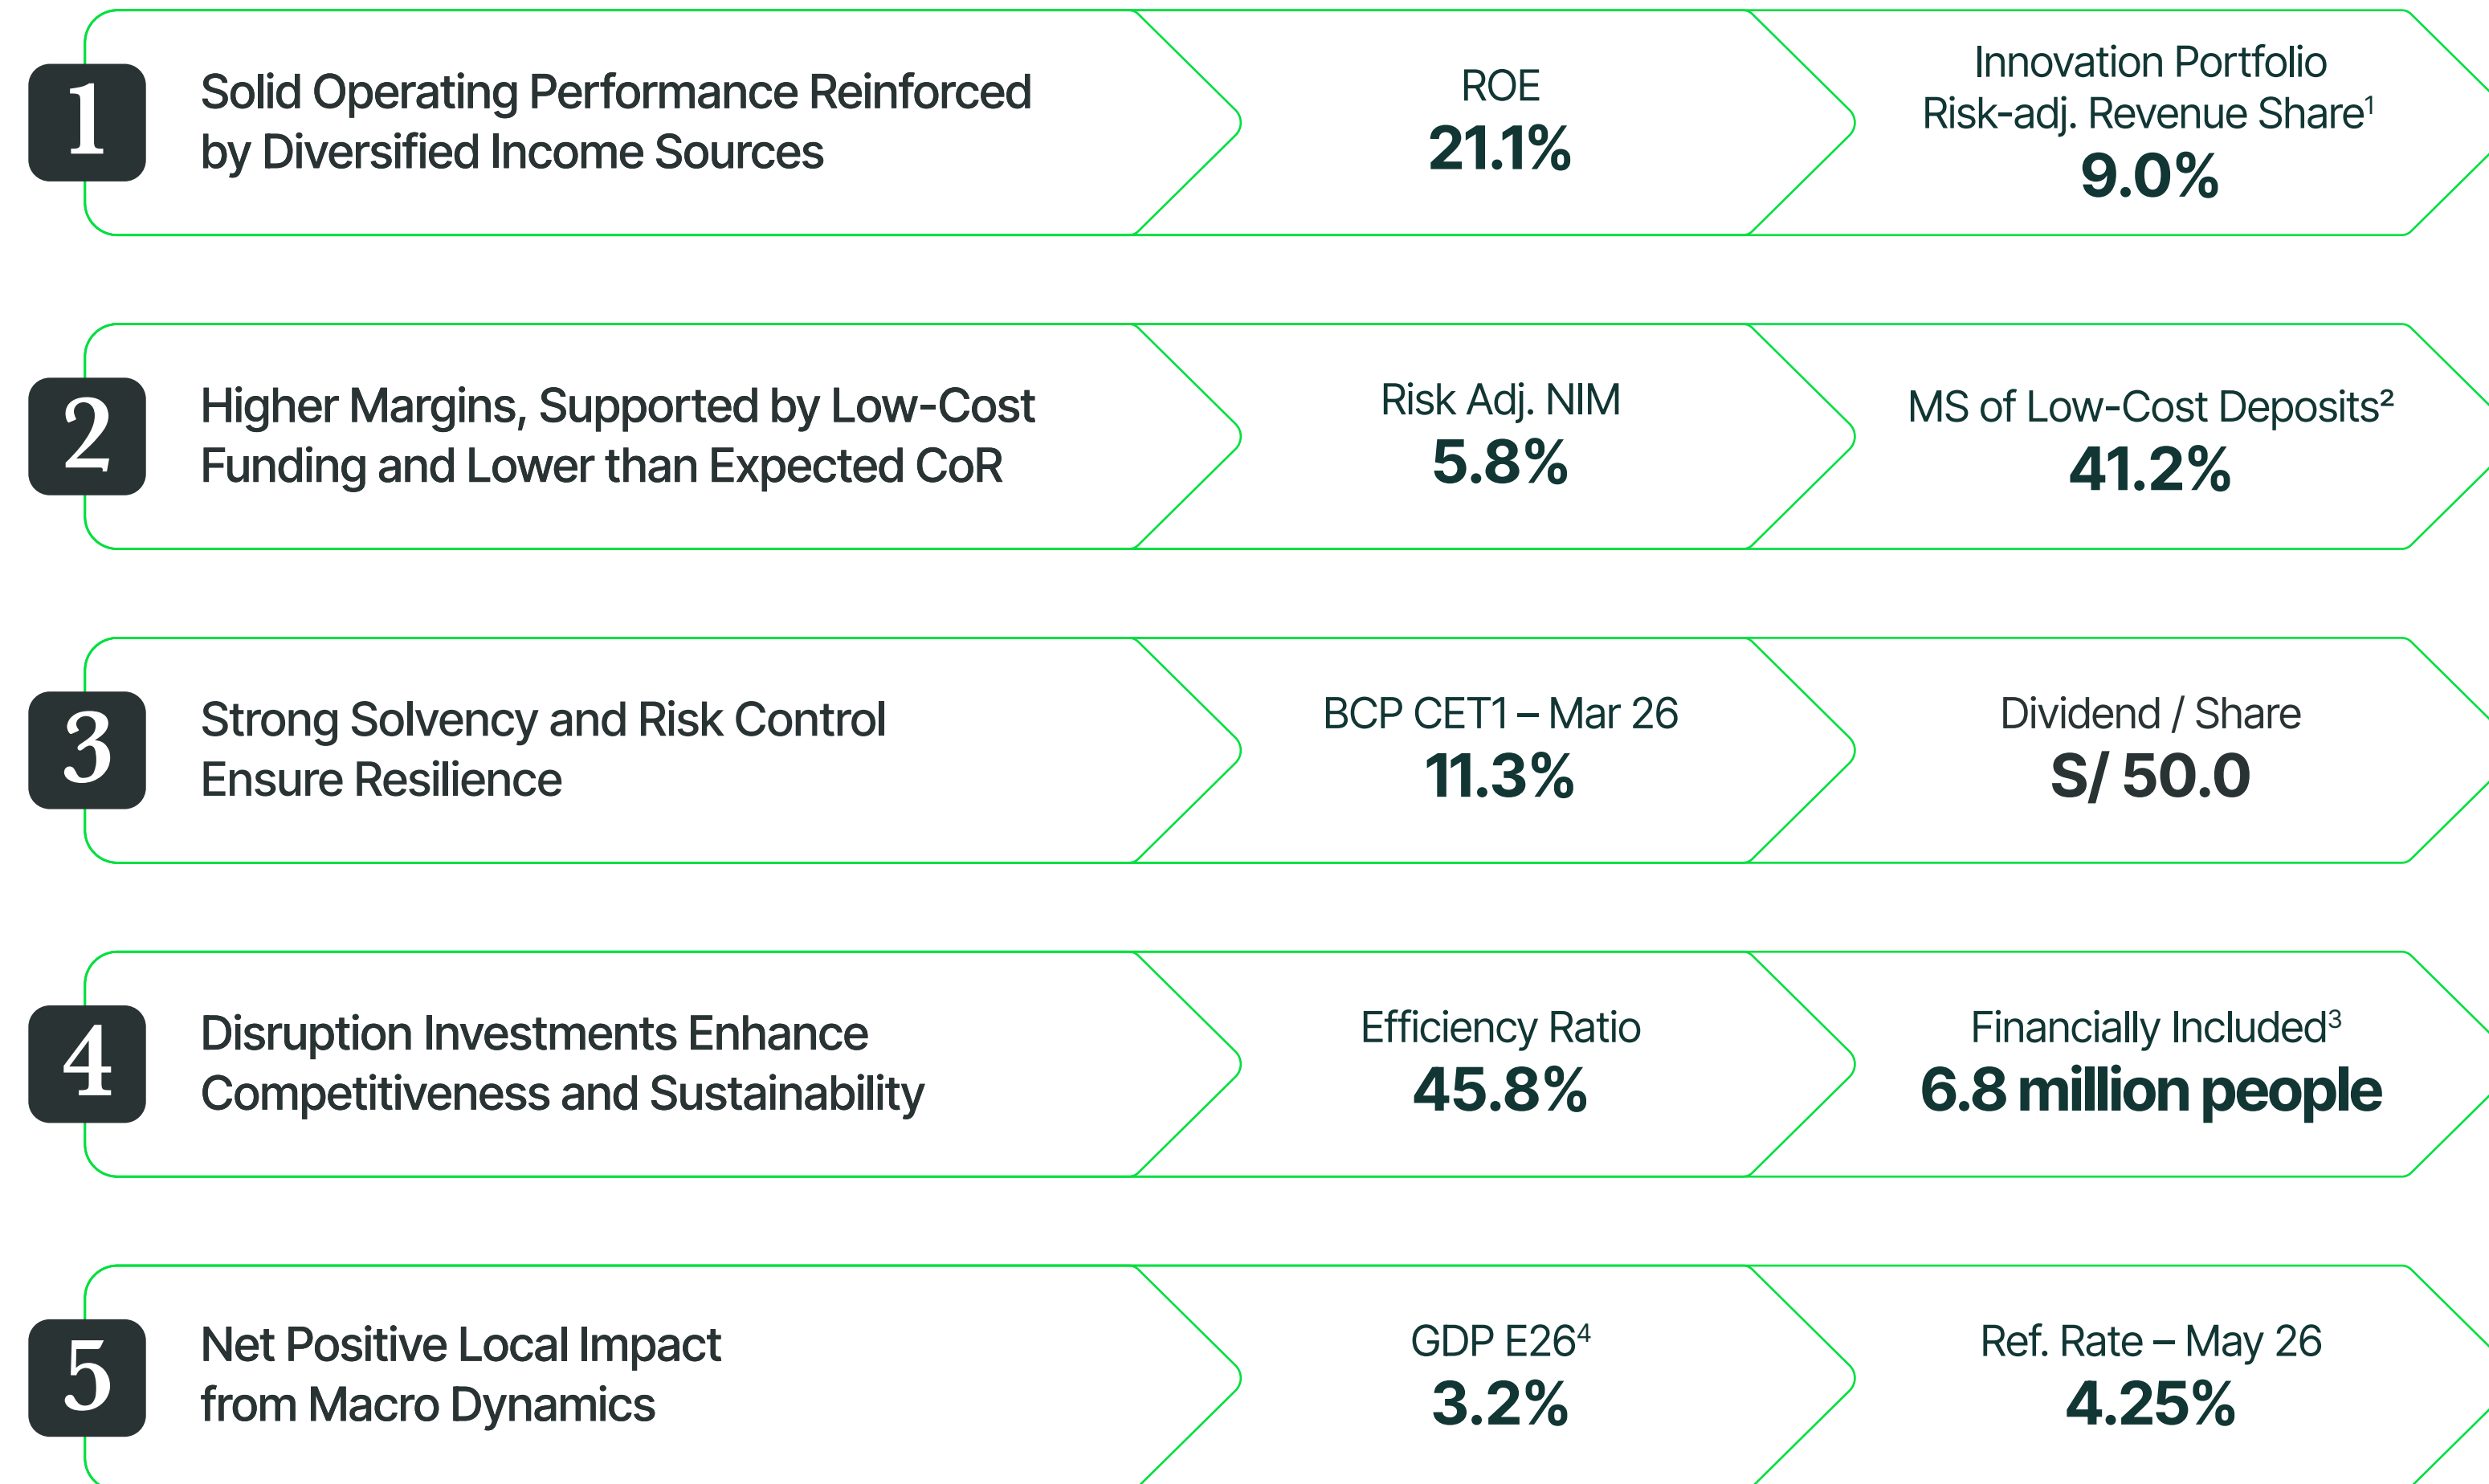 1
Solid Operating Performance Reinforced
by Diversified Income Sources
ROE
21.1%
Innovation Portfolio
Risk-adj. Revenue Share¹
9.0%
2
Higher Margins, Supported by Low-Cost
Funding and Lower than Expected CoR
Risk Adj. NIM
5.8%
MS of Low-Cost Deposits²
41.2%
3
Strong Solvency and Risk Control
Ensure Resilience
BCP CET1 – Mar 26
11.3%
Dividend / Share
S/50.0
4
Disruption Investments Enhance
Competitiveness and Sustainability
Efficiency Ratio
45.8%
Financially Included³
6.8 million people
5
Net Positive Local Impact
from Macro Dynamics
GDP E26⁴
3.2%
Ref. Rate – May 26
4.25%